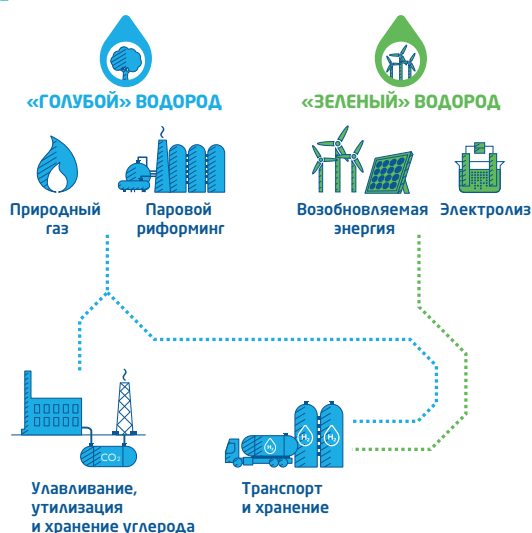 «ГОЛУБОЙ» ВОДОРОД
«ЗЕЛЕНЫЙ» ВОДОРОД
Природный
газ
Паровой
риформинг
Возобновляемая
энергия
Электролиз
CO₂
Улавливание,
утилизация
и хранение углерода
H₂
H₂
H₂
Транспорт
и хранение